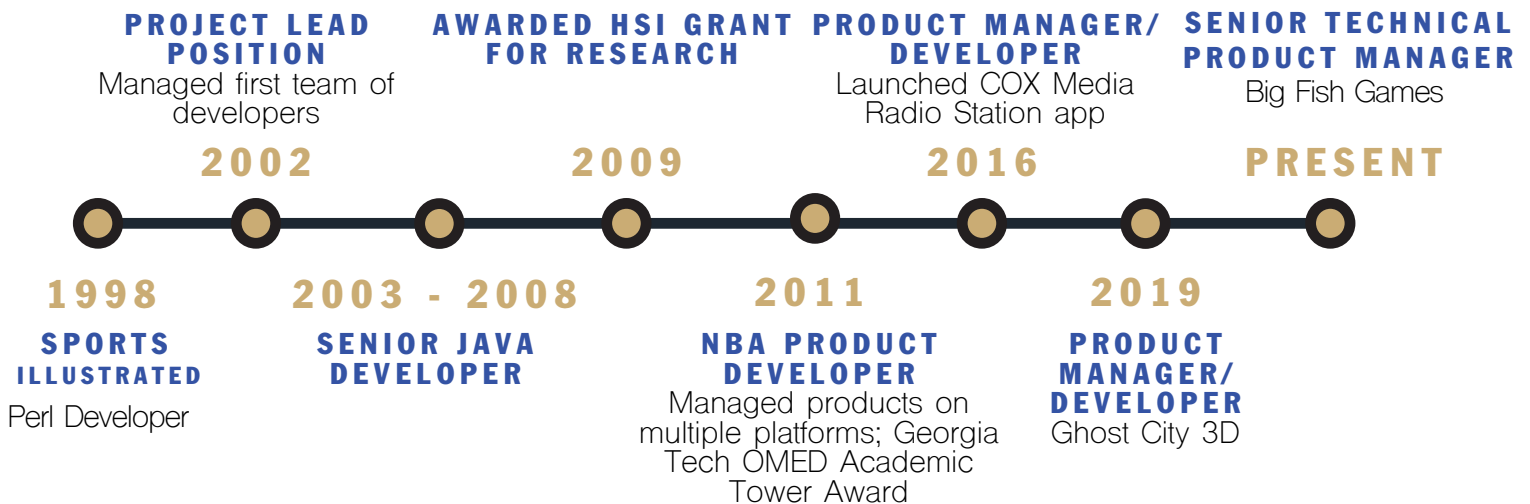 PROJECT LEAD
POSITION
Managed first team of
developers
2002
AWARDED HSI GRANT
FOR RESEARCH
2009
PRODUCT MANAGER/
DEVELOPER
Launched COX Media
Radio Station app
2016
SENIOR TECHNICAL
PRODUCT MANAGER
Big Fish Games
PRESENT
1998
SPORTS
ILLUSTRATED
Perl Developer
2003 - 2008
SENIOR JAVA
DEVELOPER
2011
NBA PRODUCT
DEVELOPER
Managed products on
multiple platforms; Georgia
Tech OMED Academic
Tower Award
2019
PRODUCT
MANAGER/
DEVELOPER
Ghost City 3D